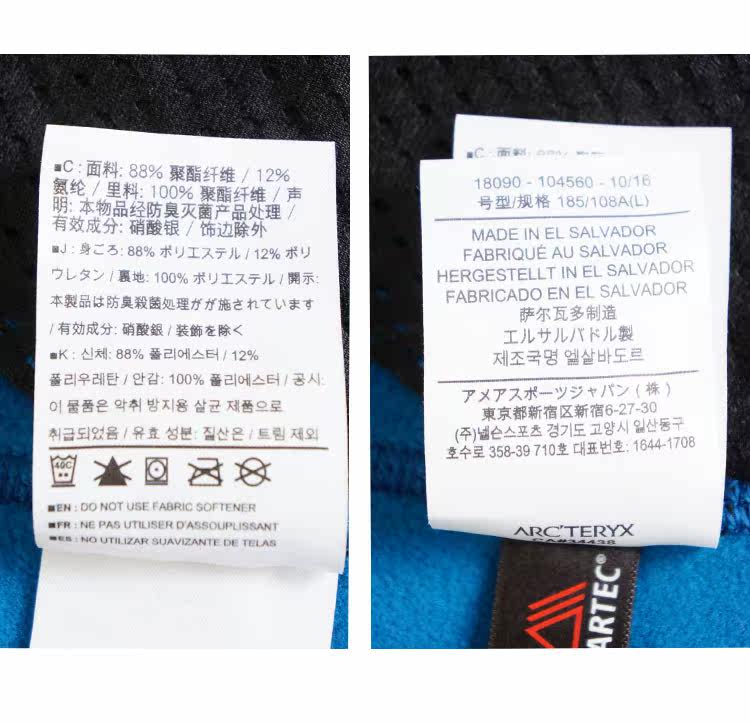 ■C : 面料: 88% 聚酯纤维 / 12%
氨纶 / 里料: 100% 聚酯纤维 / 声
明: 本物品经防臭灭菌产品处理 /
有效成分: 硝酸银 / 饰边除外
■J : 身ごろ: 88% ポリエステル / 12% ポリ
ウレタン / 裏地: 100% ポリエステル / 開示:
本製品は防臭殺菌処理がが施されています
/ 有効成分: 硝酸銀 / 装飾を除く
■K : 신체: 88% 폴리에스터 / 12%
폴리우레탄 / 안감: 100% 폴리에스터 / 공시:
이 물품은 악취 방지용 살균 제품으로
취급되었음 / 유효 성분: 질산은 / 트림 제외
40C
■EN : DO NOT USE FABRIC SOFTENER
■FR : NE PAS UTILISER D'ASSOUPLISSANT
■ES : NO UTILIZAR SUAVIZANTE DE TELAS
■C : 面料: 88% 聚酯
18090 - 104560 - 10/16
号型/规格 185/108A(L)
MADE IN EL SALVADOR
FABRIQUÉ AU SALVADOR
HERGESTELLT IN EL SALVADOR
FABRICADO EN EL SALVADOR
萨尔瓦多制造
エルサルバドル製
제조국명 엘살바도르
アメアスポーツジャパン ( 株 )
東京都新宿区新宿6-27-30
(주)넬슨스포츠 경기도 고양시 일산동구
호수로 358-39 710호 대표번호: 1644-1708
ARC'TERYX
CA#34438
ARTEC®